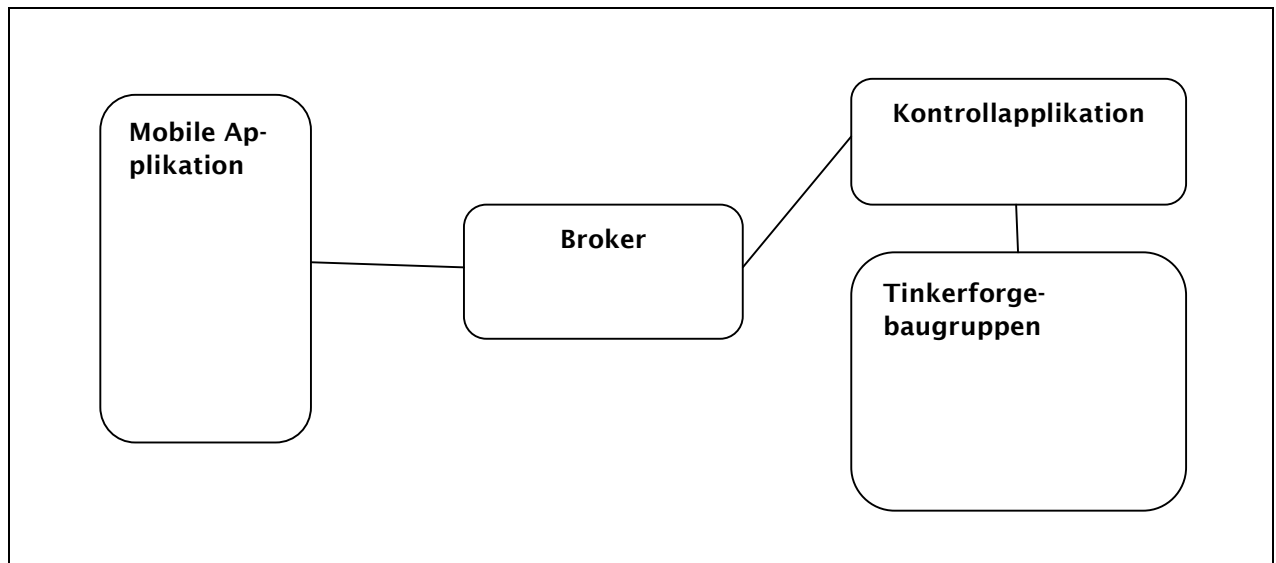 Mobile Ap-
plikation
Broker
Kontrollapplikation
Tinkerforge-
baugruppen